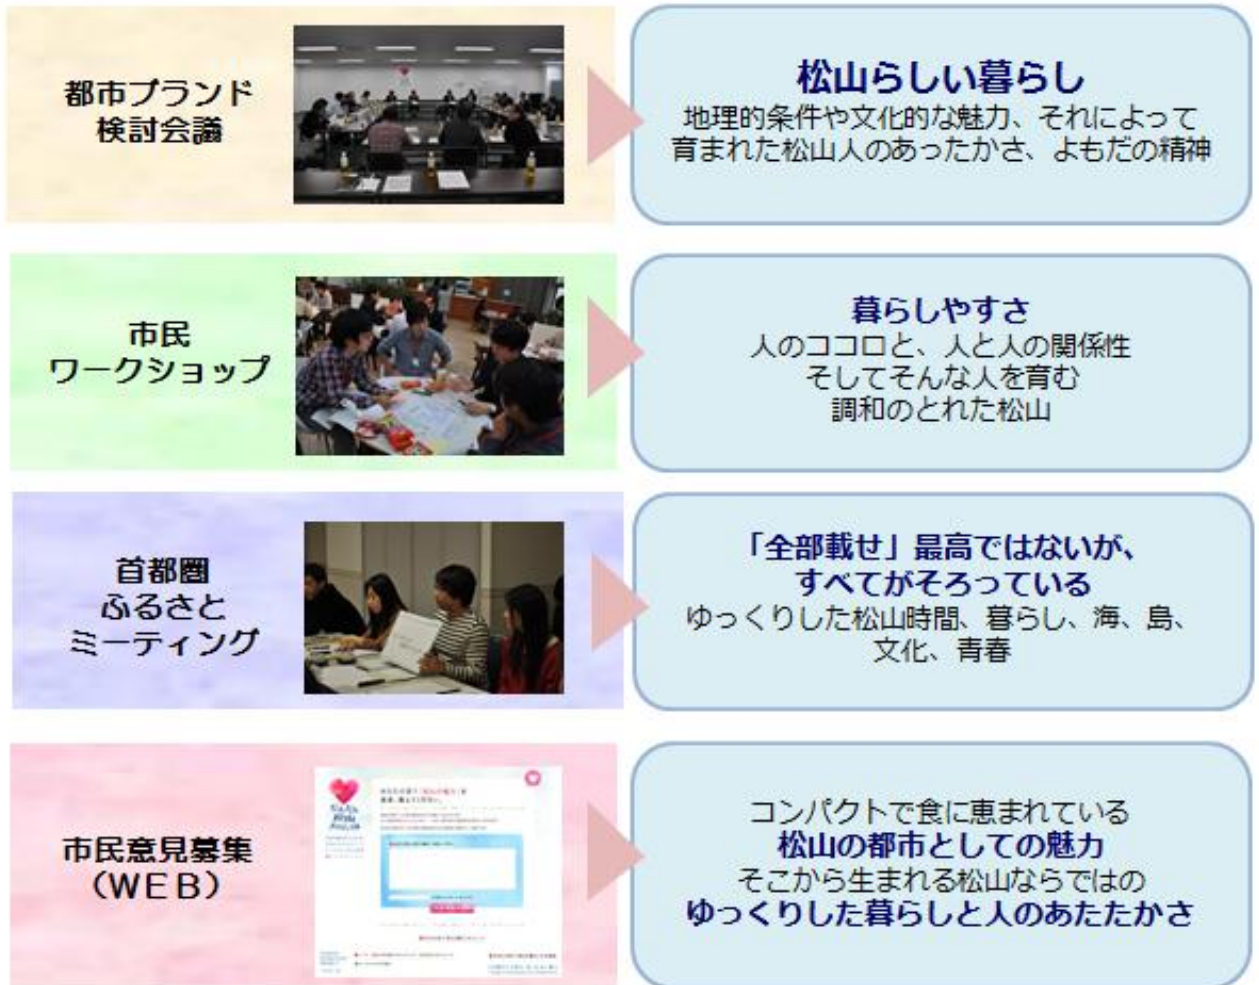 都市ブランド
検討会議
松山らしい暮らし
地理的条件や文化的な魅力、それによって
育まれた松山人のあったかさ、よもだの精神
市民
ワークショップ
暮らしやすさ
人のココロと、人と人の関係性
そしてそんな人を育む
調和のとれた松山
首都圏
ふるさと
ミーティング
「全部載せ」最高ではないが、
すべてがそろっている
ゆっくりした松山時間、暮らし、海、島、
文化、青春
市民意見募集
（ＷＥＢ）
コンパクトで食に恵まれている
松山の都市としての魅力
そこから生まれる松山ならではの
ゆっくりした暮らしと人のあたたかさ